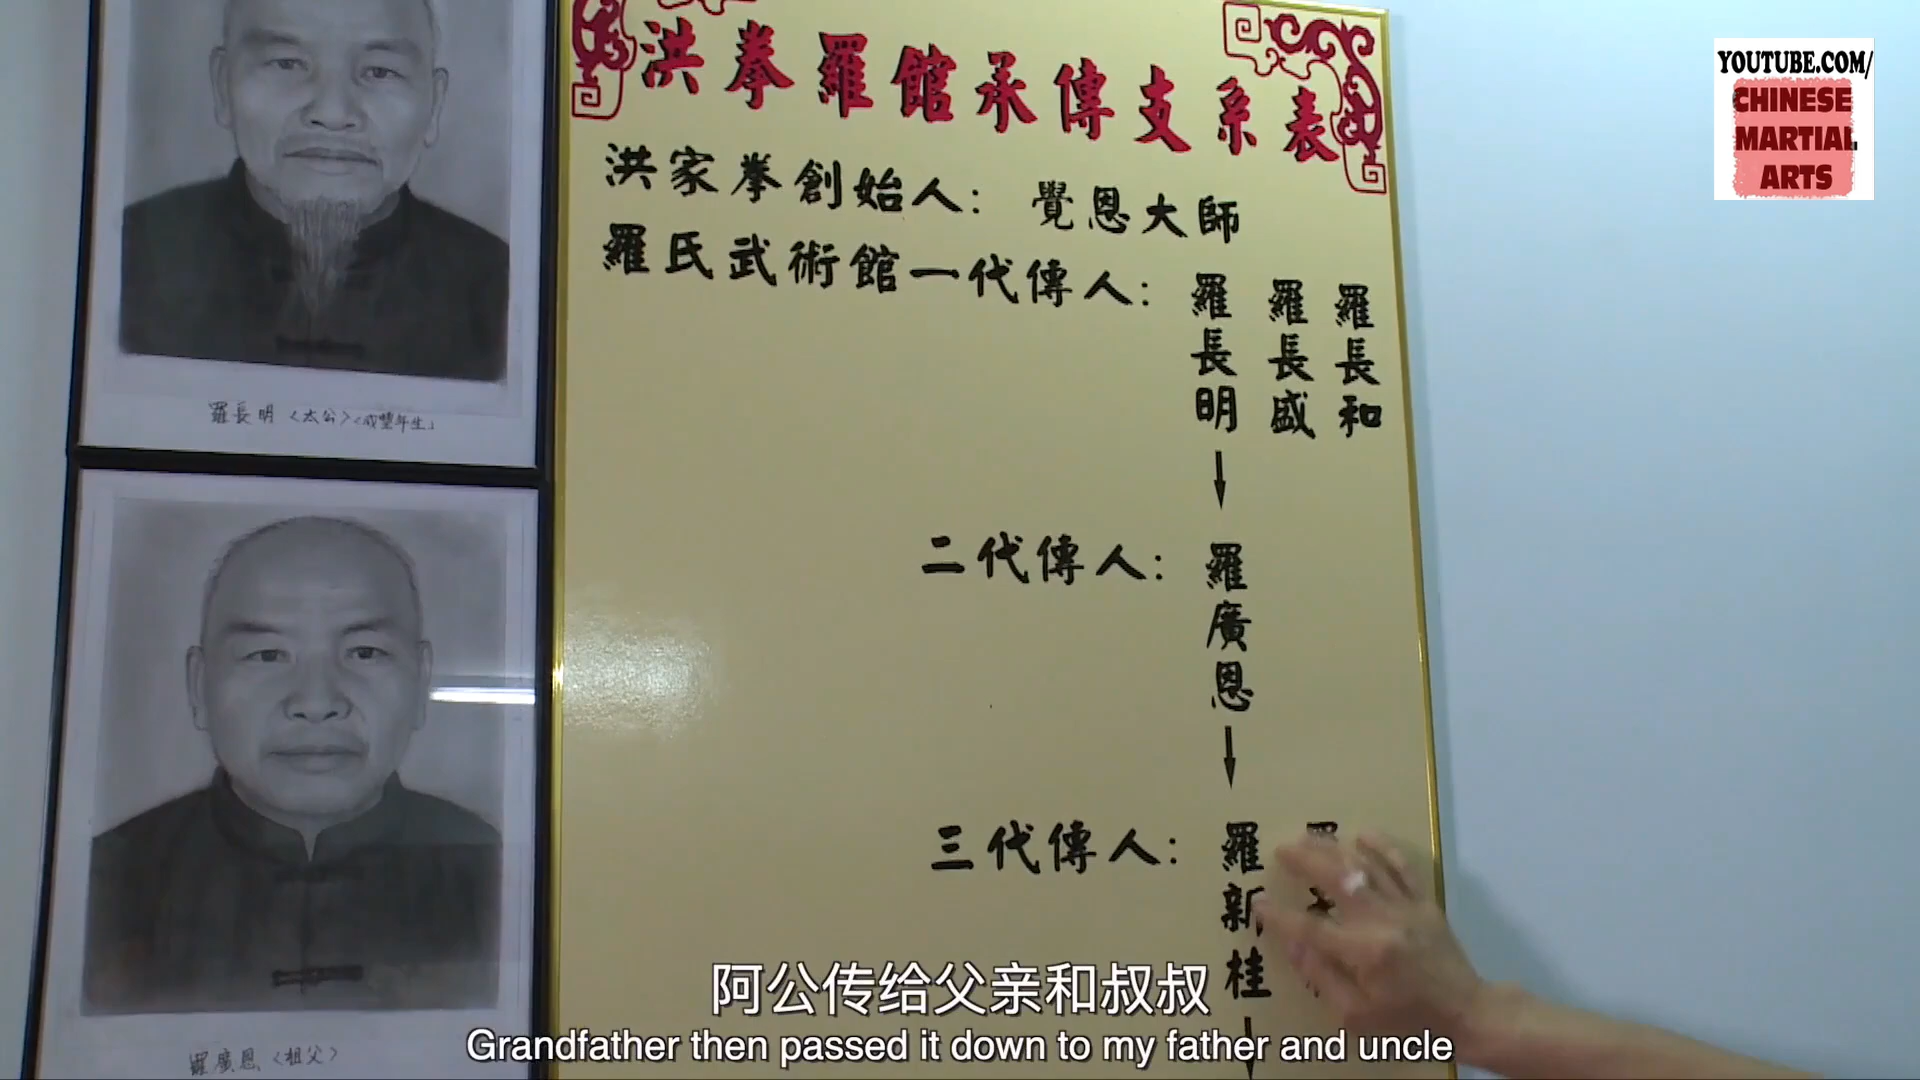 YOUTUBE.COM/
CHINESE
MARTIAL
ARTS
洪拳羅館承傳支系表
洪家拳創始人：覺恩大師
羅氏武術館一代傳人：羅長明 羅長盛 羅長和
二代傳人：羅廣恩
三代傳人：羅新桂
羅長明〈太公〉
羅廣恩〈祖父〉
阿公传给父亲和叔叔
Grandfather then passed it down to my father and uncle